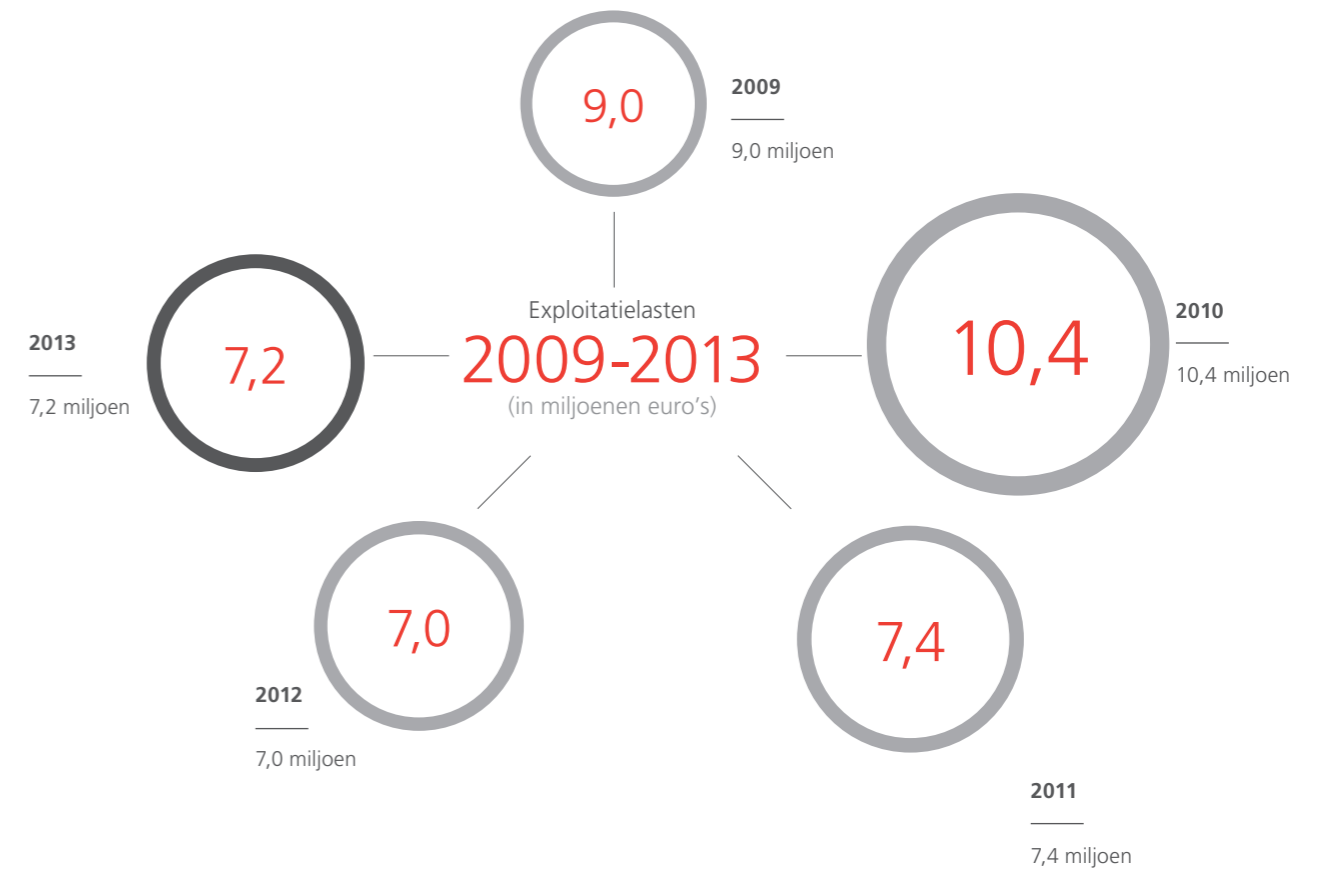 Exploitatielasten
2009-2013
(in miljoenen euro's)
9,0
2009
9,0 miljoen
10,4
2010
10,4 miljoen
7,4
2011
7,4 miljoen
7,0
2012
7,0 miljoen
7,2
2013
7,2 miljoen